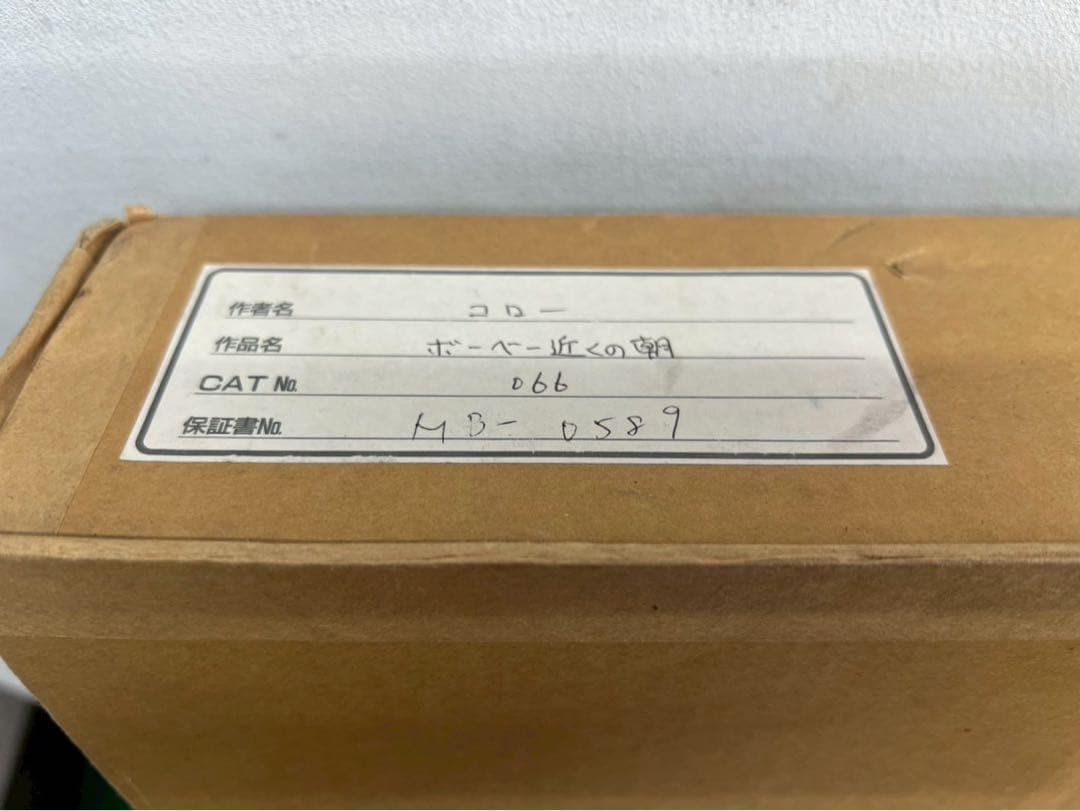 作者名 コロー
作品名 ボーベー近くの朝
CAT No. 066
保証書No. MB-0589